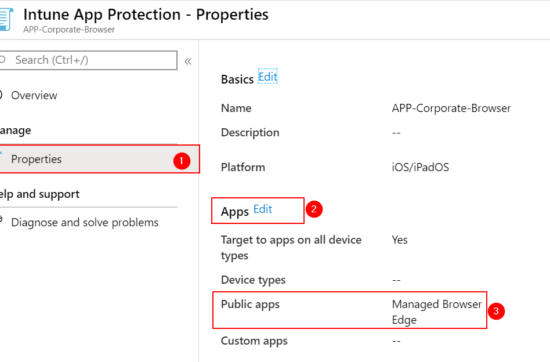 Intune App Protection - Properties
APP-Corporate-Browser
Search (Ctrl+/)
«
Overview
anage
Properties
1
elp and support
Diagnose and solve problems
Basics Edit
Name APP-Corporate-Browser
Description --
Platform iOS/iPadOS
Apps Edit
2
Target to apps on all device Yes
types
Device types --
Public apps Managed Browser
Edge
3
Custom apps --